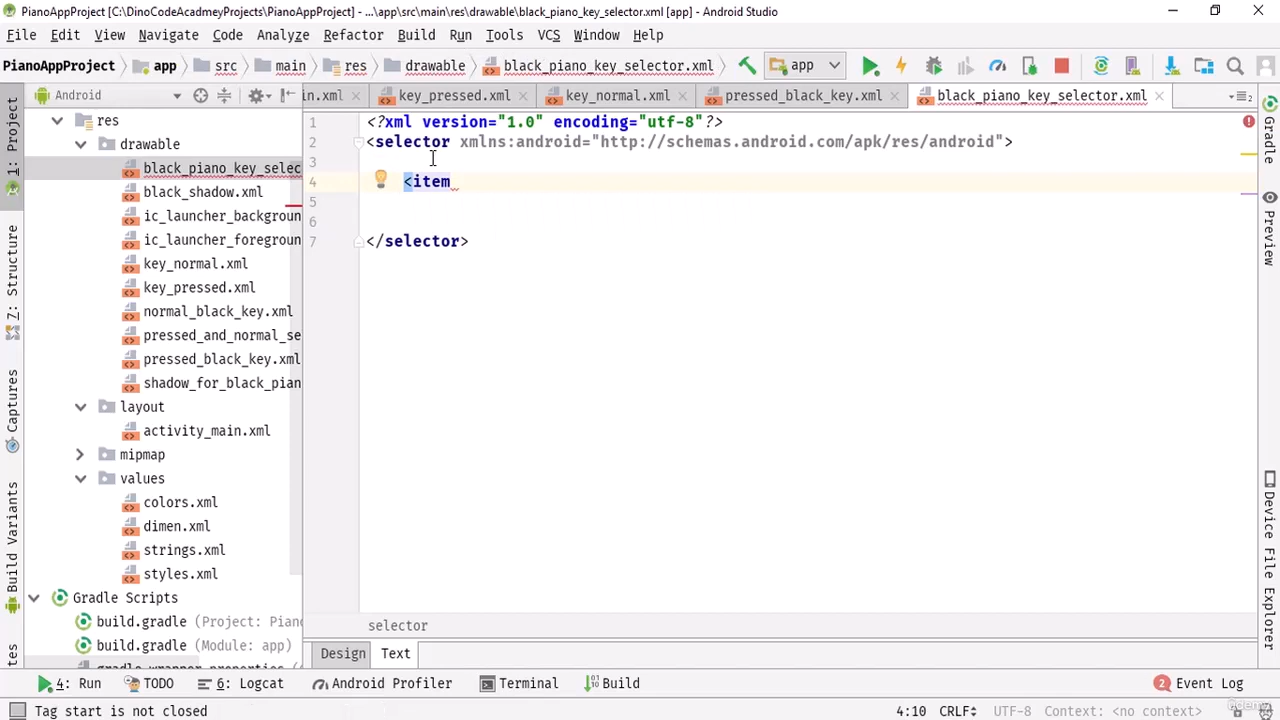 PianoAppProject [C:\DinoCodeAcadmeyProjects\PianoAppProject] - ...\app\src\main\res\drawable\black_piano_key_selector.xml [app] - Android Studio
File Edit View Navigate Code Analyze Refactor Build Run Tools VCS Window Help
PianoAppProject app src main res drawable black_piano_key_selector.xml app
Android in.xml key_pressed.xml key_normal.xml pressed_black_key.xml black_piano_key_selector.xml
1: Project
Z: Structure
Captures
Build Variants
res
drawable
black_piano_key_selec
black_shadow.xml
ic_launcher_backgroun
ic_launcher_foregroun
key_normal.xml
key_pressed.xml
normal_black_key.xml
pressed_and_normal_se
pressed_black_key.xml
shadow_for_black_pian
layout
activity_main.xml
mipmap
values
colors.xml
dimen.xml
strings.xml
styles.xml
Gradle Scripts
build.gradle (Project: Piano
build.gradle (Module: app)
gradle-wrapper.properties (
1 <?xml version="1.0" encoding="utf-8"?>
2 <selector xmlns:android="http://schemas.android.com/apk/res/android">
3
4 <item
5
6
7 </selector>
selector
Design Text
Gradle
Preview
Device File Explorer
4: Run TODO 6: Logcat Android Profiler Terminal Build 2 Event Log
Tag start is not closed 4:10 CRLF UTF-8 Context: <no context>